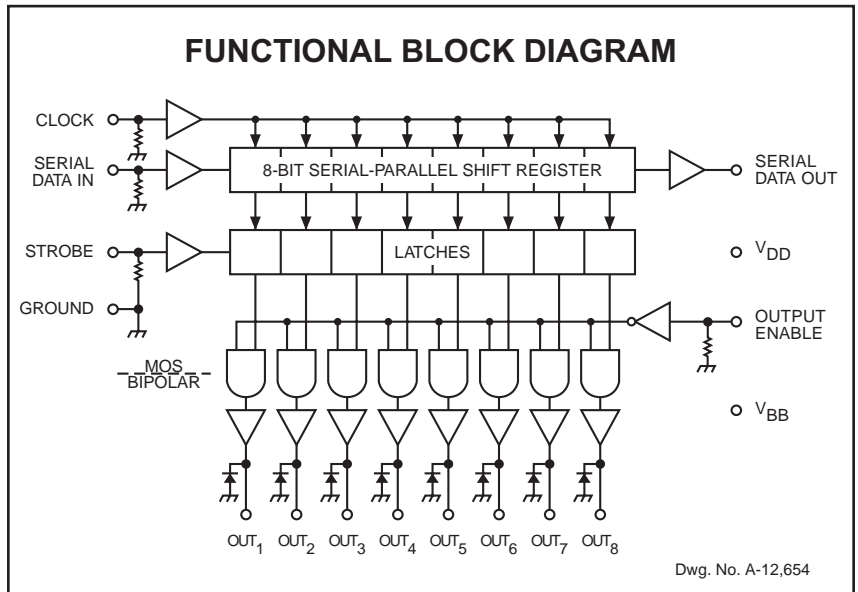 FUNCTIONAL BLOCK DIAGRAM
CLOCK
SERIAL
DATA IN
8-BIT SERIAL-PARALLEL SHIFT REGISTER
SERIAL
DATA OUT
STROBE
LATCHES
VDD
GROUND
OUTPUT
ENABLE
MOS
BIPOLAR
VBB
OUT1 OUT2 OUT3 OUT4 OUT5 OUT6 OUT7 OUT8
Dwg. No. A-12,654